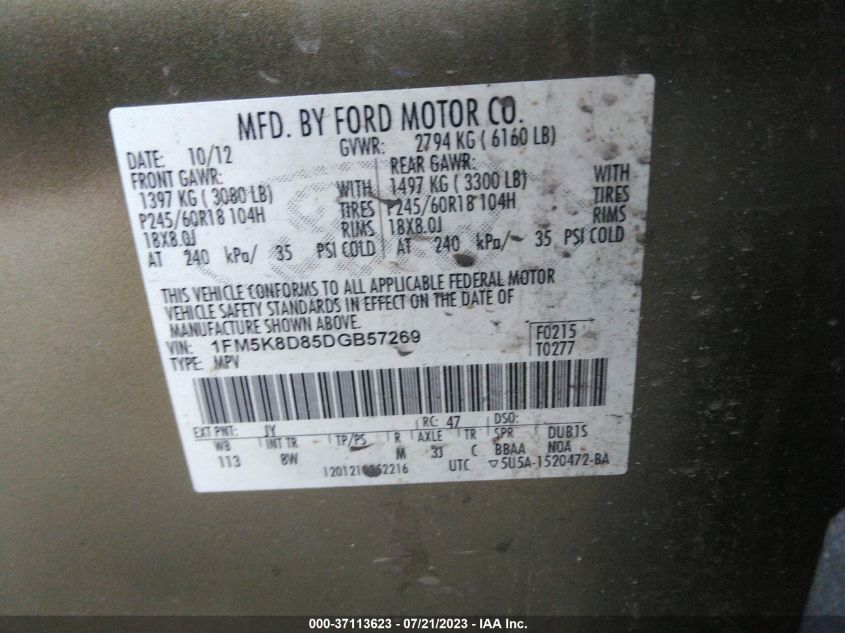 MFD. BY FORD MOTOR CO.
DATE: 10/12 GVWR: 2794 KG ( 6160 LB)
FRONT GAWR: REAR GAWR:
1397 KG ( 3080 LB) WITH 1497 KG ( 3300 LB) WITH
P245/60R18 104H TIRES P245/60R18 104H TIRES
18X8.0J RIMS 18X8.0J RIMS
AT 240 kPa/ 35 PSI COLD AT 240 kPa/ 35 PSI COLD
THIS VEHICLE CONFORMS TO ALL APPLICABLE FEDERAL MOTOR
VEHICLE SAFETY STANDARDS IN EFFECT ON THE DATE OF
MANUFACTURE SHOWN ABOVE.
VIN: 1FM5K8D85DGB57269 F0215
TYPE: MPV T0277
EXT PNT: JY RC: 47 DSO:
WB INT TR TP/PS R AXLE TR SPR DUBIS
113 8W M 3J C BBAA NOA
UTC ▽5U5A-1520472-BA
000-37113623 - 07/21/2023 - IAA Inc.